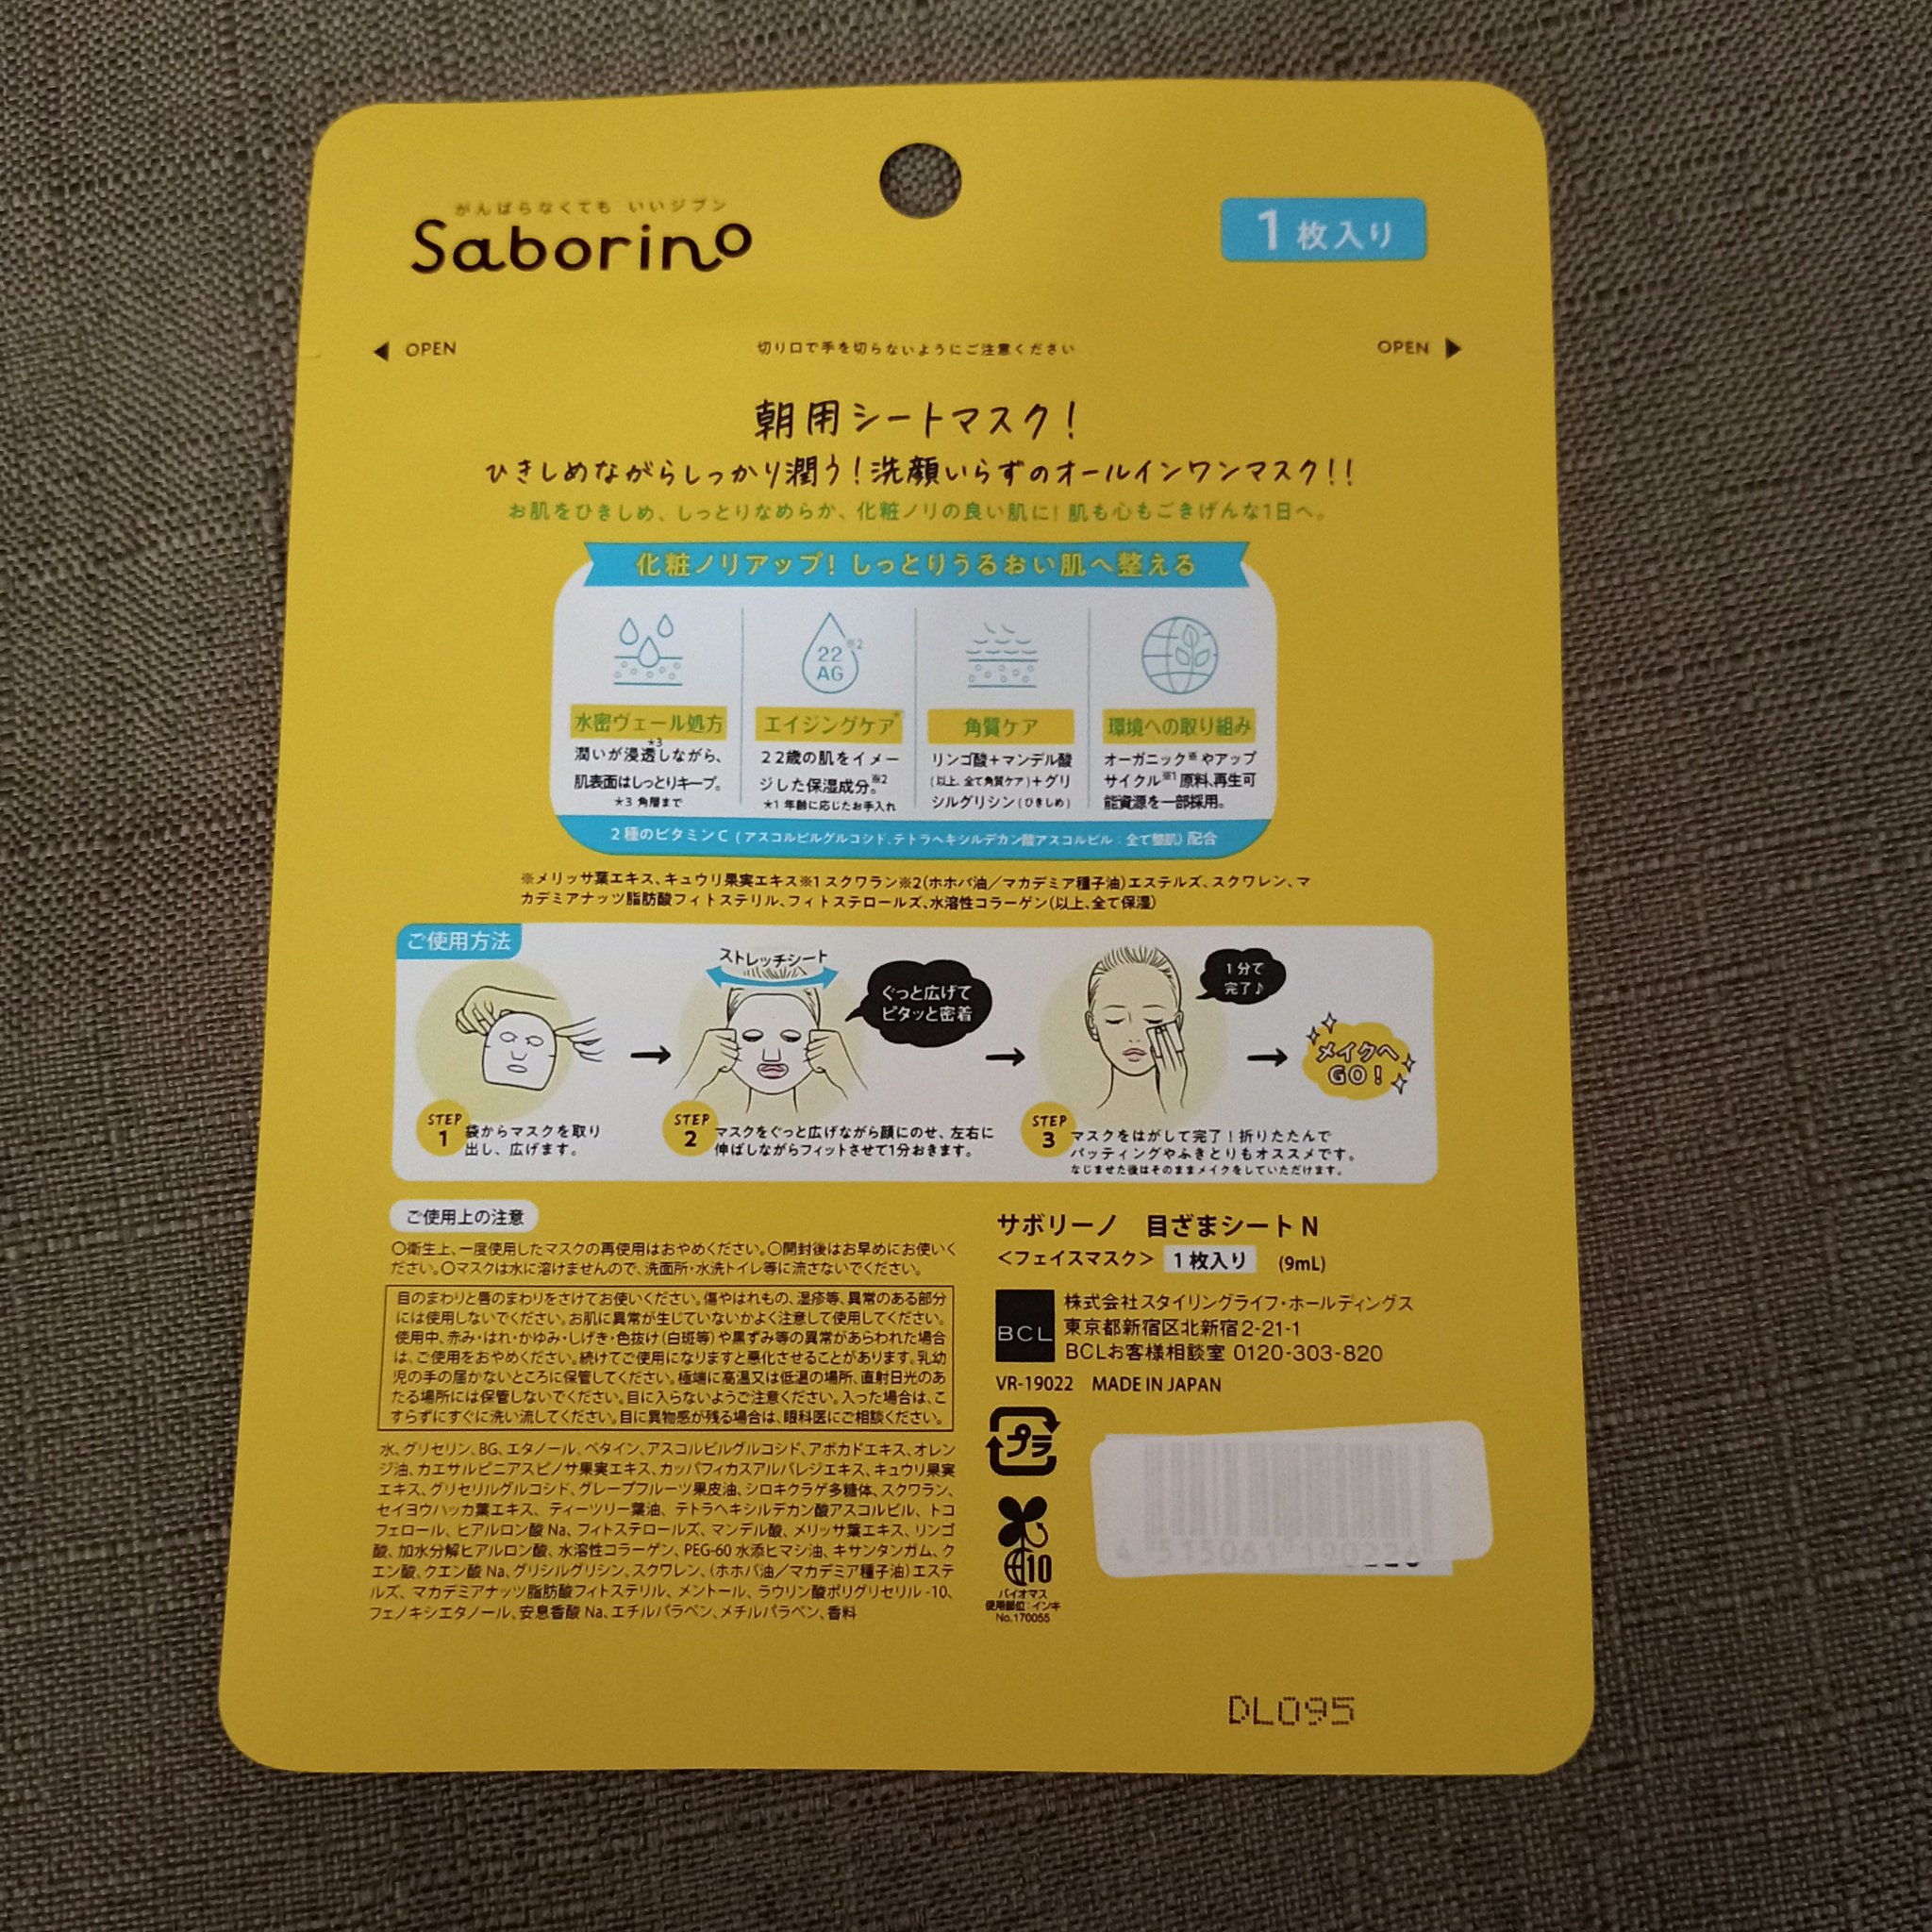 がんばらなくても いいジブン
Saborino
1枚入り
◀ OPEN
切り口で手を切らないようにご注意ください
OPEN ▶
朝用シートマスク!
ひきしめながらしっかり潤う!洗顔いらずのオールインワンマスク!!
お肌をひきしめ、しっとりなめらか、化粧ノリの良い肌に! 肌も心もごきげんな1日へ。
化粧ノリアップ! しっとりうるおい肌へ整える
水密ヴェール処方
潤いが浸透*3しながら、
肌表面はしっとりキープ。
*3 角層まで
22
AG
※2
エイジングケア*
22歳の肌をイメー
ジした保湿成分。※2
*1 年齢に応じたお手入れ
角質ケア
リンゴ酸+マンデル酸
(以上、全て角質ケア)+グリ
シルグリシン(ひきしめ)
環境への取り組み
オーガニック※やアップ
サイクル※1原料、再生可
能資源を一部採用。
2種のビタミンC (アスコルビルグルコシド、テトラヘキシルデカン酸アスコルビル:全て整肌) 配合
※メリッサ葉エキス、キュウリ果実エキス※1 スクワラン※2(ホホバ油/マカデミア種子油)エステルズ、スクワレン、マ
カデミアナッツ脂肪酸フィトステリル、フィトステロールズ、水溶性コラーゲン(以上、全て保湿)
ご使用方法
STEP
1
袋からマスクを取り
出し、広げます。
ストレッチシート
ぐっと広げて
ピタッと密着
STEP
2
マスクをぐっと広げながら顔にのせ、左右に
伸ばしながらフィットさせて1分おきます。
1分で
完了♪
STEP
3
マスクをはがして完了!折りたたんで
パッティングやふきとりもオススメです。
なじませた後はそのままメイクをしていただけます。
メイクへ
GO!
ご使用上の注意
〇衛生上、一度使用したマスクの再使用はおやめください。〇開封後はお早めにお使いく
ださい。〇マスクは水に溶けませんので、洗面所・水洗トイレ等に流さないでください。
目のまわりと唇のまわりをさけてお使いください。傷やはれもの、湿疹等、異常のある部分
には使用しないでください。お肌に異常が生じていないかよく注意して使用してください。
使用中、赤み・はれ・かゆみ・しげき・色抜け(白斑等)や黒ずみ等の異常があらわれた場合
は、ご使用をおやめください。続けてご使用になりますと悪化させることがあります。乳幼
児の手の届かないところに保管してください。極端に高温又は低温の場所、直射日光のあ
たる場所には保管しないでください。目に入らないようご注意ください。入った場合は、こ
すらずにすぐに洗い流してください。目に異物感が残る場合は、眼科医にご相談ください。
水、グリセリン、BG、エタノール、ベタイン、アスコルビルグルコシド、アボカドエキス、オレン
ジ油、カエサルピニアスピノサ果実エキス、カッパフィカスアルバレジエキス、キュウリ果実
エキス、グリセリルグルコシド、グレープフルーツ果皮油、シロキクラゲ多糖体、スクワラン、
セイヨウハッカ葉エキス、ティーツリー葉油、テトラヘキシルデカン酸アスコルビル、トコ
フェロール、ヒアルロン酸Na、フィトステロールズ、マンデル酸、メリッサ葉エキス、リンゴ
酸、加水分解ヒアルロン酸、水溶性コラーゲン、PEG-60 水添ヒマシ油、キサンタンガム、ク
エン酸、クエン酸 Na、グリシルグリシン、スクワレン、(ホホバ油/マカデミア種子油)エステ
ルズ、マカデミアナッツ脂肪酸フィトステリル、メントール、ラウリン酸ポリグリセリル -10、
フェノキシエタノール、安息香酸 Na、エチルパラベン、メチルパラベン、香料
サボリーノ 目ざまシート N
<フェイスマスク> 1枚入り (9mL)
BCL
株式会社スタイリングライフ・ホールディングス
東京都新宿区北新宿2-21-1
BCLお客様相談室 0120-303-820
VR-19022 MADE IN JAPAN
プラ
10
バイオマス
使用部位:インキ
No.170055
DL095